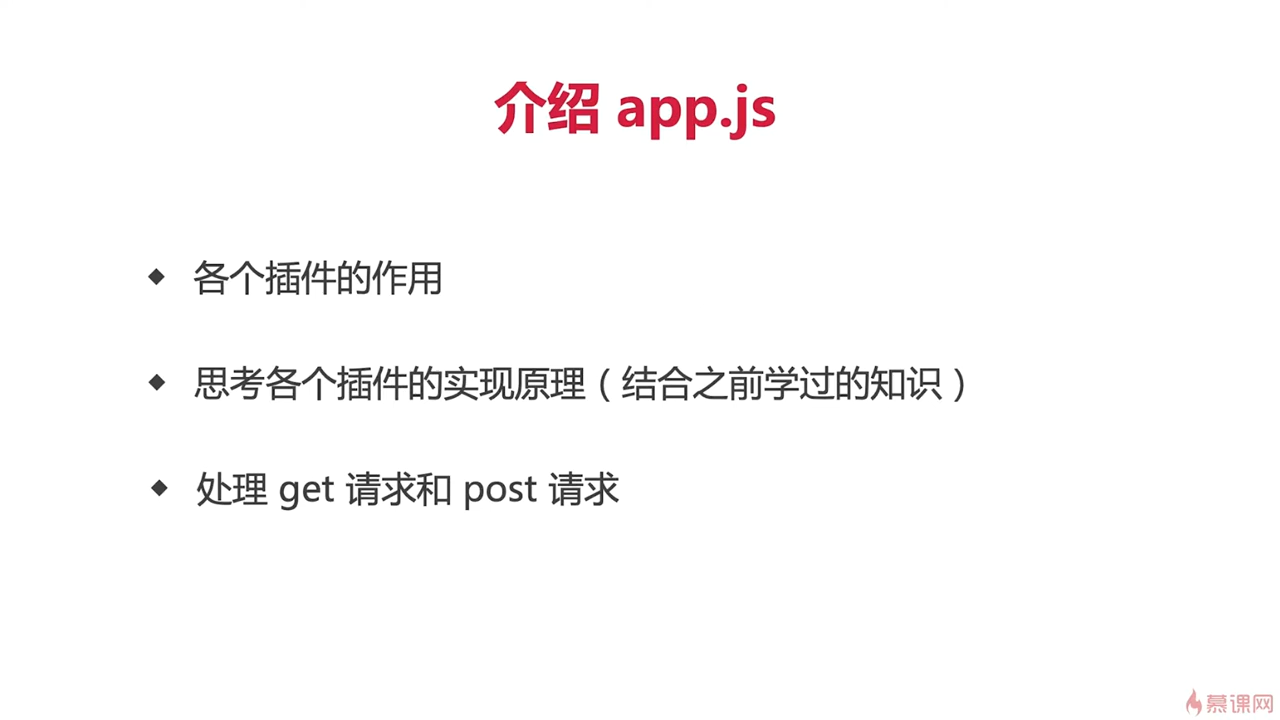 介绍 app.js
各个插件的作用
思考各个插件的实现原理（结合之前学过的知识）
处理 get 请求和 post 请求
慕课网